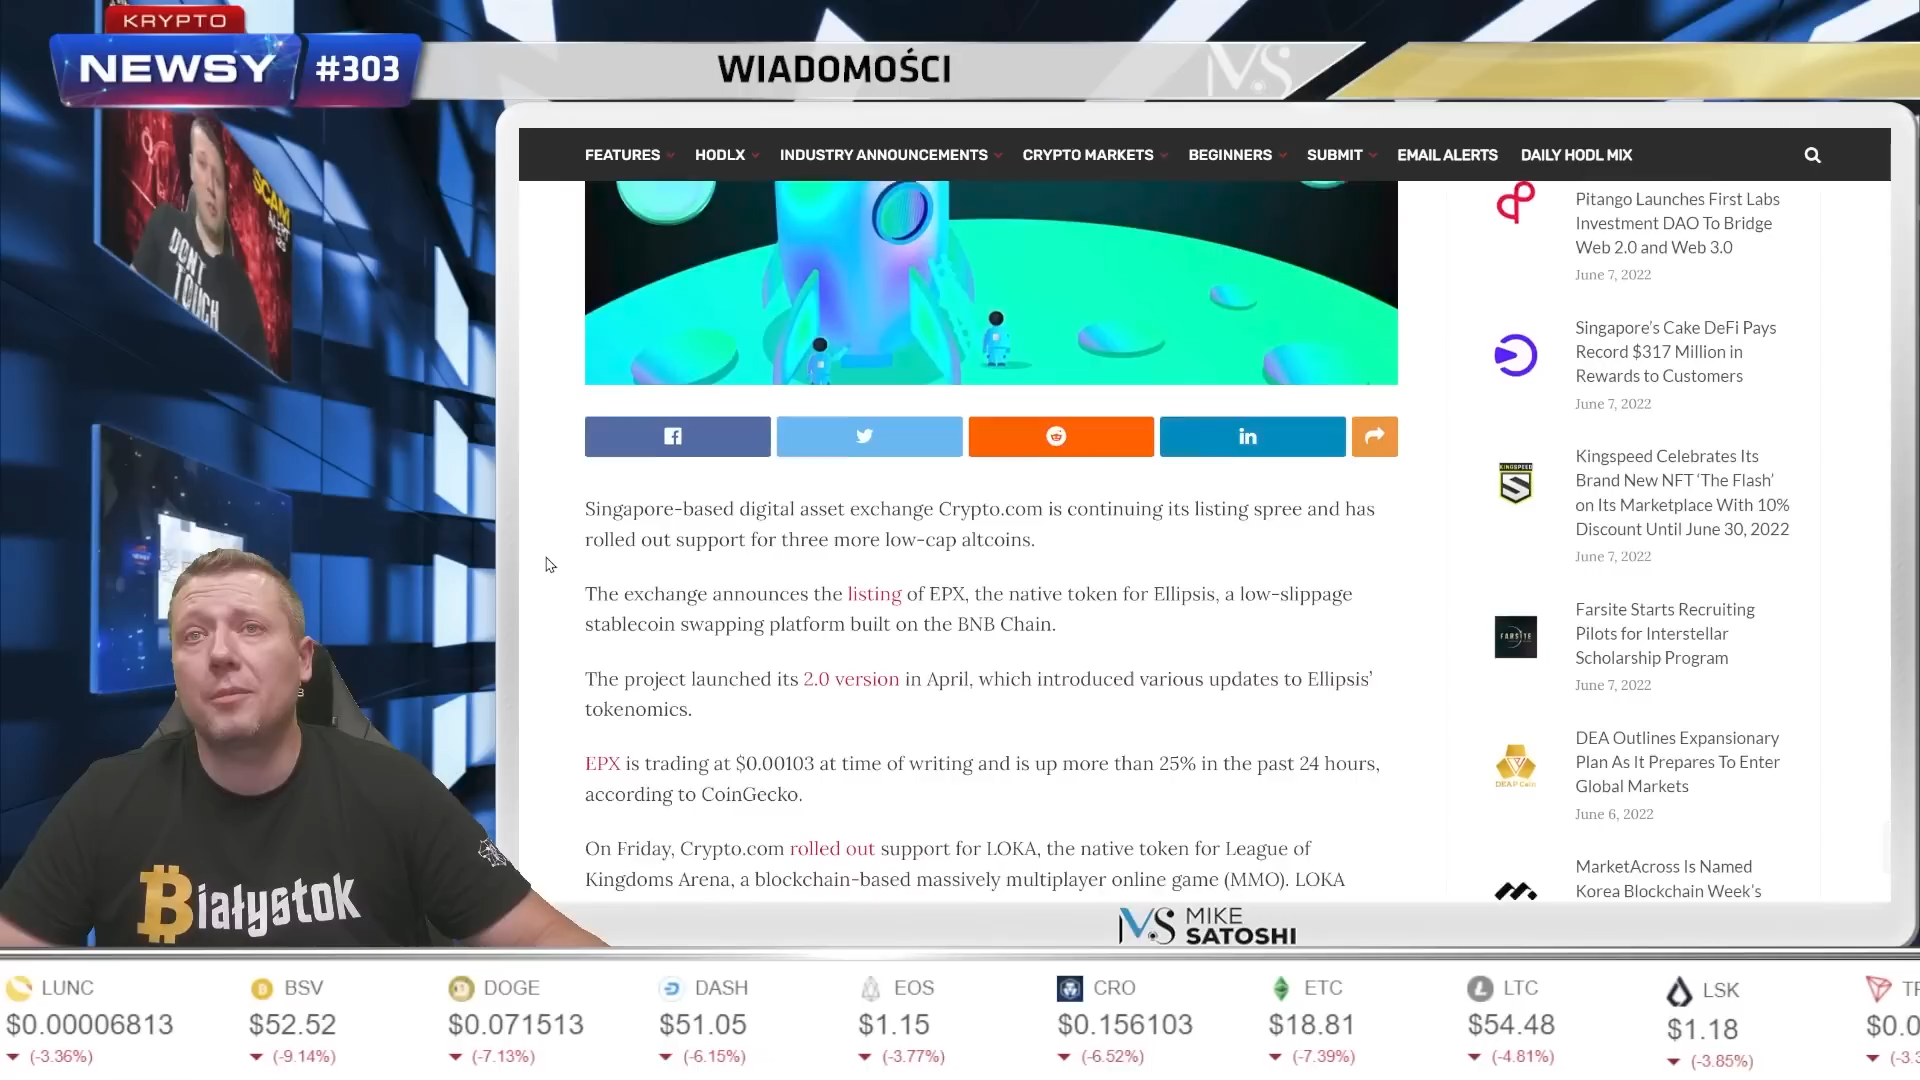 KRYPTO
NEWSY #303
WIADOMOŚCI
SCAM
DON'T
TOUCH
FEATURES HODLX INDUSTRY ANNOUNCEMENTS CRYPTO MARKETS BEGINNERS SUBMIT EMAIL ALERTS DAILY HODL MIX
Singapore-based digital asset exchange Crypto.com is continuing its listing spree and has
rolled out support for three more low-cap altcoins.
The exchange announces the listing of EPX, the native token for Ellipsis, a low-slippage
stablecoin swapping platform built on the BNB Chain.
The project launched its 2.0 version in April, which introduced various updates to Ellipsis’
tokenomics.
EPX is trading at $0.00103 at time of writing and is up more than 25% in the past 24 hours,
according to CoinGecko.
On Friday, Crypto.com rolled out support for LOKA, the native token for League of
Kingdoms Arena, a blockchain-based massively multiplayer online game (MMO). LOKA
Pitango Launches First Labs
Investment DAO To Bridge
Web 2.0 and Web 3.0
June 7, 2022
Singapore’s Cake DeFi Pays
Record $317 Million in
Rewards to Customers
June 7, 2022
KINGSPEED
Kingspeed Celebrates Its
Brand New NFT ‘The Flash’
on Its Marketplace With 10%
Discount Until June 30, 2022
June 7, 2022
FARSITE
Farsite Starts Recruiting
Pilots for Interstellar
Scholarship Program
June 7, 2022
DEAPCoin
DEA Outlines Expansionary
Plan As It Prepares To Enter
Global Markets
June 6, 2022
MarketAcross Is Named
Korea Blockchain Week’s
Białystok
MS MIKE
SATOSHI
LUNC BSV DOGE DASH EOS CRO ETC LTC LSK
$0.00006813 $52.52 $0.071513 $51.05 $1.15 $0.156103 $18.81 $54.48 $1.18 $0.0
(-3.36%) (-9.14%) (-7.13%) (-6.15%) (-3.77%) (-6.52%) (-7.39%) (-4.81%) (-3.85%)